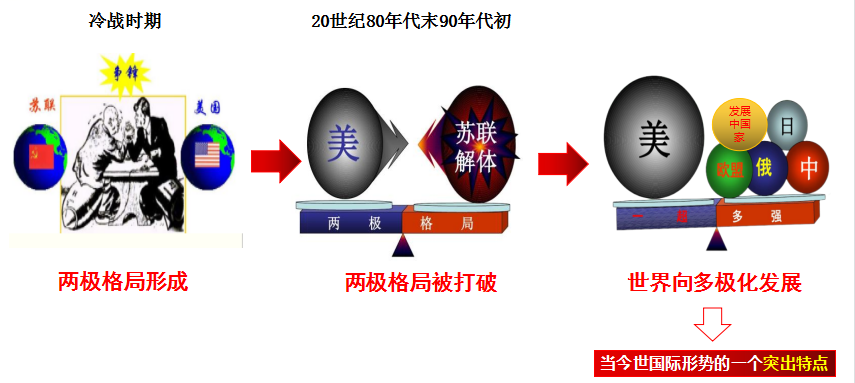 冷战时期
20世纪80年代末90年代初
争锋
苏联
美国
美
苏联
解体
两极格局
美
发展
中国
家
日
欧盟
俄
中
一超多强
两极格局形成
两极格局被打破
世界向多极化发展
当今世国际形势的一个突出特点